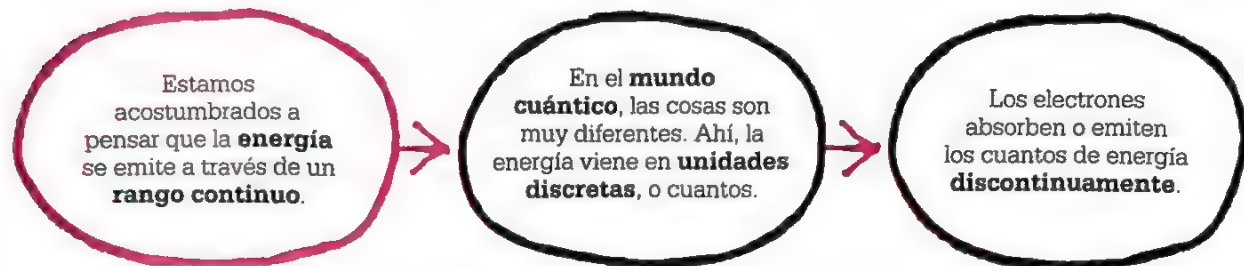 Estamos
acostumbrados a
pensar que la energía
se emite a través de un
rango continuo.
En el mundo
cuántico, las cosas son
muy diferentes. Ahí, la
energía viene en unidades
discretas, o cuantos.
Los electrones
absorben o emiten
los cuantos de energía
discontinuamente.